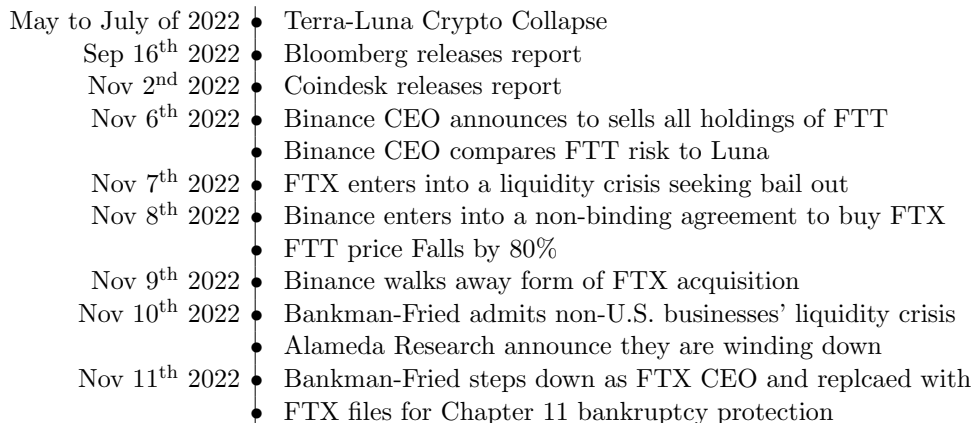 May to July of 2022 • Terra-Luna Crypto Collapse
Sep 16th 2022 • Bloomberg releases report
Nov 2nd 2022 • Coindesk releases report
Nov 6th 2022 • Binance CEO announces to sells all holdings of FTT
• Binance CEO compares FTT risk to Luna
Nov 7th 2022 • FTX enters into a liquidity crisis seeking bail out
Nov 8th 2022 • Binance enters into a non-binding agreement to buy FTX
• FTT price Falls by 80%
Nov 9th 2022 • Binance walks away form of FTX acquisition
Nov 10th 2022 • Bankman-Fried admits non-U.S. businesses' liquidity crisis
• Alameda Research announce they are winding down
Nov 11th 2022 • Bankman-Fried steps down as FTX CEO and replcaed with
• FTX files for Chapter 11 bankruptcy protection